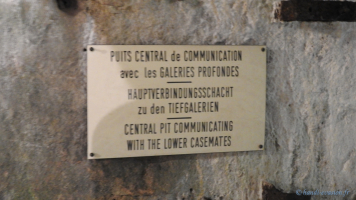 PUITS CENTRAL de COMMUNICATION
avec les GALERIES PROFONDES
HAUPTVERBINDUNGSSCHACHT
zu den TIEFGALERIEN
CENTRAL PIT COMMUNICATING
WITH THE LOWER CASEMATES